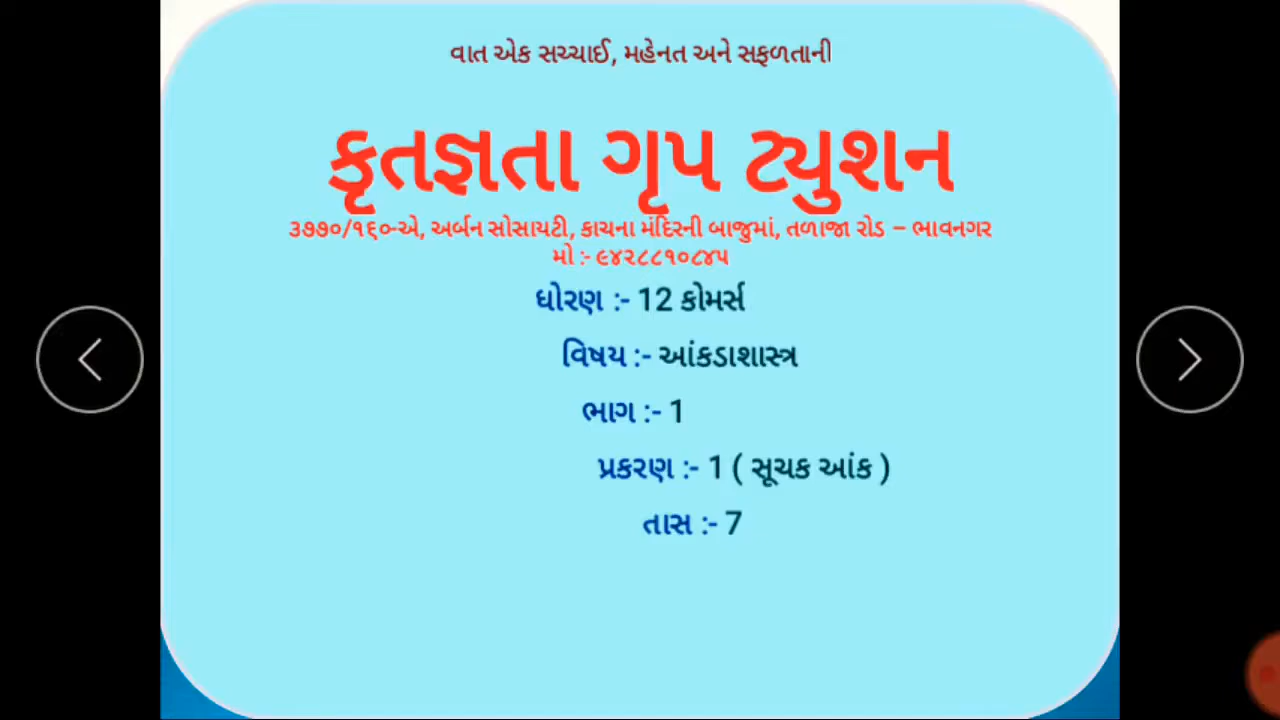 વાત એક સચ્ચાઈ, મહેનત અને સફળતાની
કૃતજ્ઞતા ગૃપ ટ્યુશન
૩૭૭૦/૧૬૦-એ, અર્બન સોસાયટી, કાચના મંદિરની બાજુમાં, તળાજા રોડ – ભાવનગર
મો :- ૯૪૨૮૮૧૦૮૪૫
ધોરણ :- 12 કોમર્સ
વિષય :- આંકડાશાસ્ત્ર
ભાગ :- 1
પ્રકરણ :- 1 ( સૂચક આંક )
તાસ :- 7